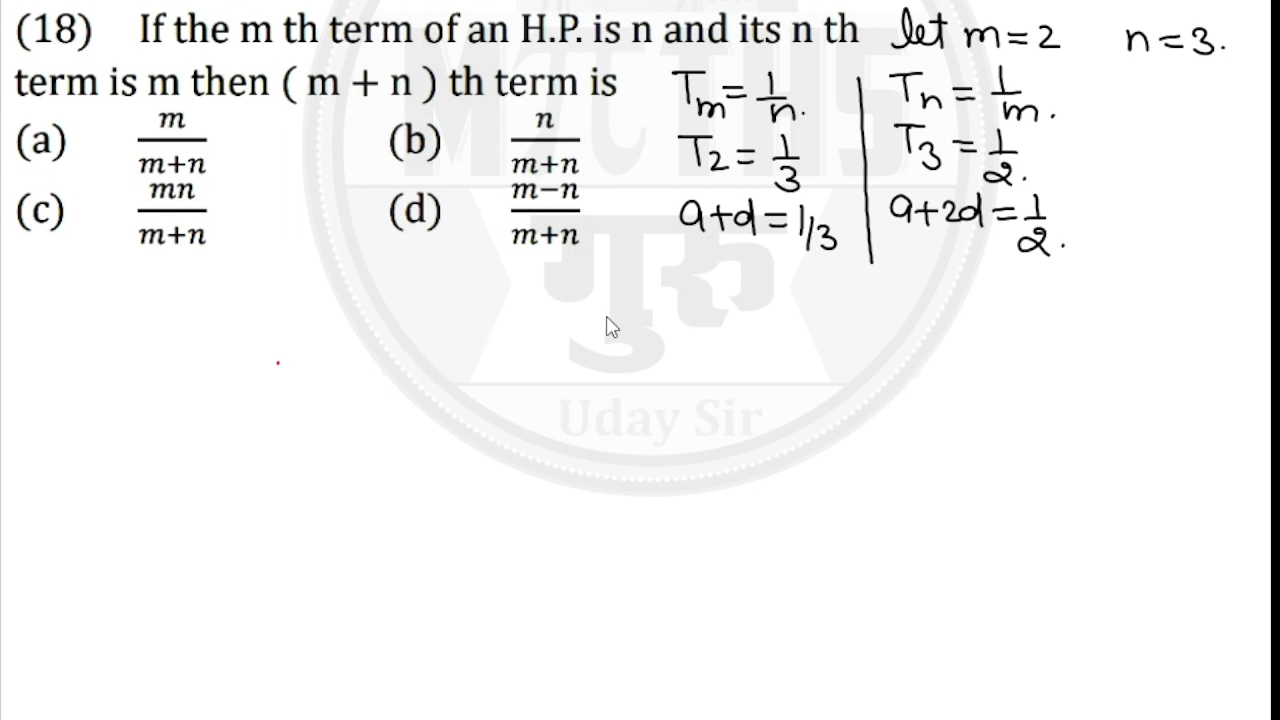 (18) If the m th term of an H.P. is n and its n th let m = 2 n = 3.
term is m then ( m + n ) th term is
T_m = 1/n. T_n = 1/m.
(a) m/(m+n) (b) n/(m+n)
T_2 = 1/3 T_3 = 1/2.
(c) mn/(m+n) (d) (m−n)/(m+n)
a+d = 1/3 a+2d = 1/2.
गुरु
Uday Sir